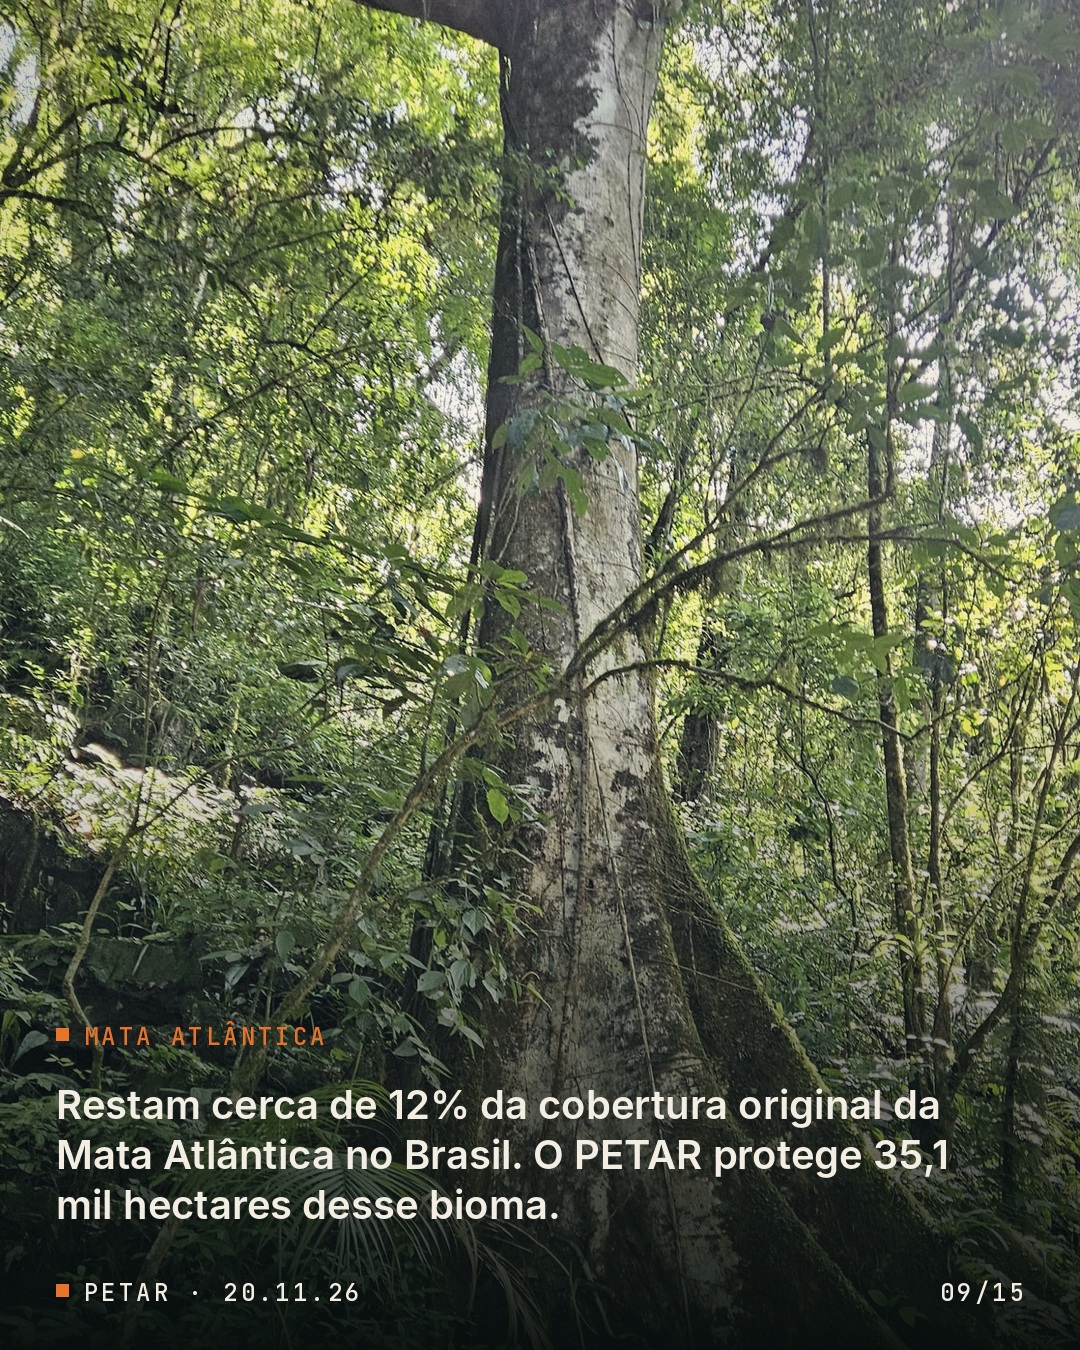 MATA ATLÂNTICA
Restam cerca de 12% da cobertura original da
Mata Atlântica no Brasil. O PETAR protege 35,1
mil hectares desse bioma.
PETAR · 20.11.26
09/15